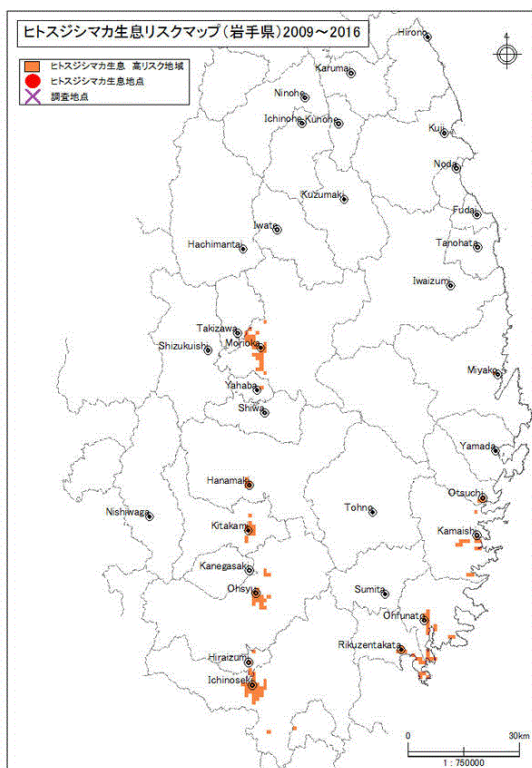 ヒトスジシマカ生息リスクマップ(岩手県)2009～2016
ヒトスジシマカ生息 高リスク地域
ヒトスジシマカ生息地点
調査地点
Hirono
Karumai
Ninohe
Ichinohe
Kunohe
Kuji
Noda
Kuzumaki
Fudai
Iwate
Tanohata
Hachimantai
Iwaizumi
Takizawa
Morioka
Shizukuishi
Miyako
Yahaba
Shiwa
Yamada
Hanamaki
Otsuchi
Nishiwaga
Tohno
Kitakami
Kamaishi
Kanegasaki
Ohsyu
Sumita
Ohfunato
Rikuzentakata
Hiraizumi
Ichinoseki
0 30km
1 : 750000